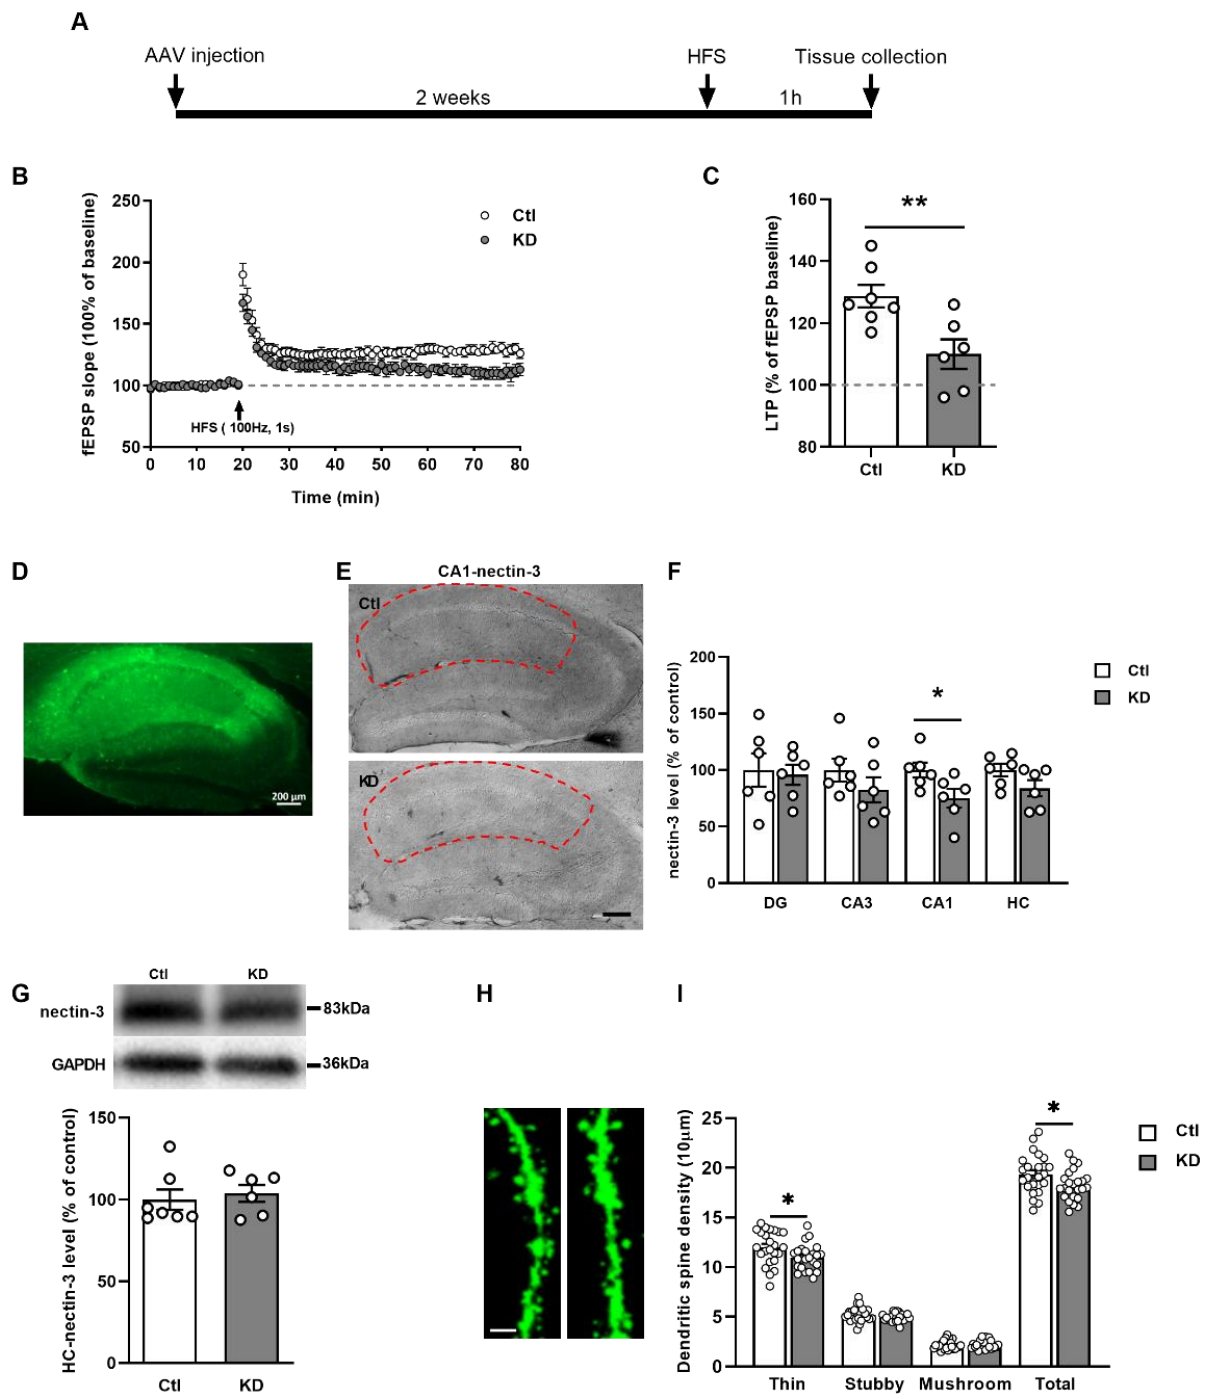 A
AAV injection
HFS
Tissue collection
2 weeks
1h
B
fEPSP slope (100% of baseline)
250
200
150
100
50
Ctl
KD
HFS ( 100Hz, 1s)
0 10 20 30 40 50 60 70 80
Time (min)
C
LTP (% of fEPSP baseline)
160
140
120
100
80
**
Ctl KD
D
200 μm
E
CA1-nectin-3
Ctl
KD
F
nectin-3 level (% of control)
200
150
100
50
0
*
Ctl
KD
DG CA3 CA1 HC
G
Ctl KD
nectin-3
83kDa
GAPDH
36kDa
HC-nectin-3 level (% of control)
150
100
50
0
Ctl KD
H
I
Dendritic spine density (10μm)
25
20
15
10
5
0
*
*
Ctl
KD
Thin Stubby Mushroom Total